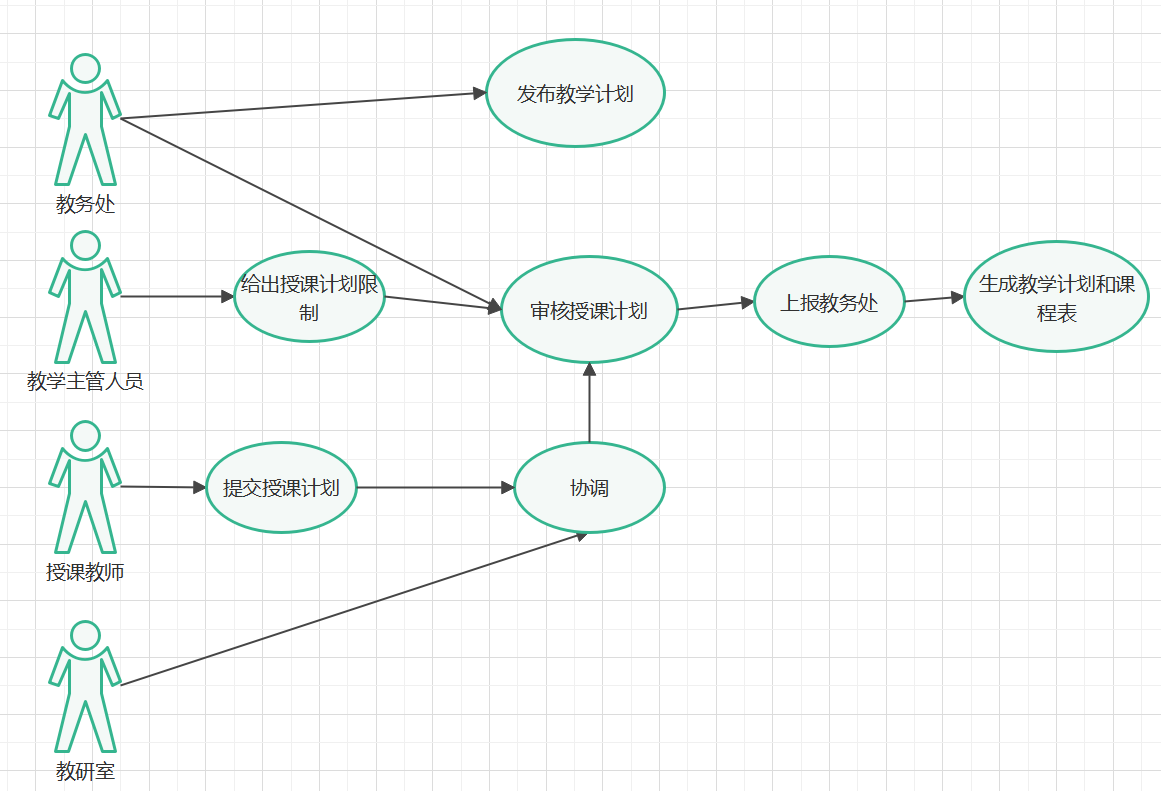 发布教学计划
教务处
给出授课计划限
制
审核授课计划
上报教务处
生成教学计划和课
程表
教学主管人员
提交授课计划
协调
授课教师
教研室